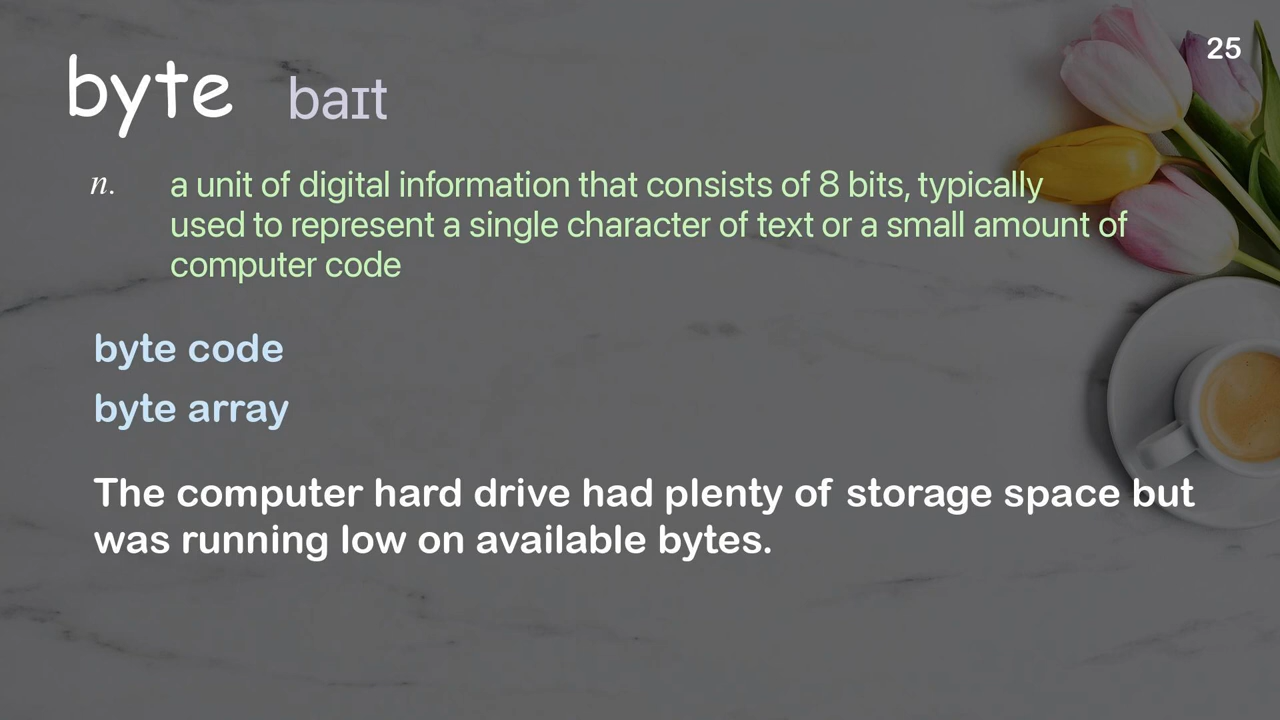 25
byte baɪt
n. a unit of digital information that consists of 8 bits, typically
used to represent a single character of text or a small amount of
computer code
byte code
byte array
The computer hard drive had plenty of storage space but
was running low on available bytes.